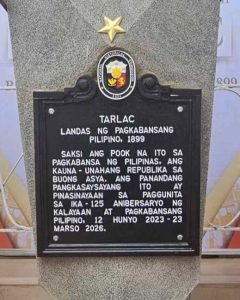 TARLAC
LANDAS NG PAGKABANSANG
PILIPINO, 1899
SAKSI ANG POOK NA ITO SA
PAGKABANSA NG PILIPINAS, ANG
KAUNA-UNAHANG REPUBLIKA SA
BUONG ASYA. ANG PANANDANG
PANGKASAYSAYANG ITO AY
PINASINAYAAN SA PAGGUNITA
SA IKA-125 ANIBERSARYO NG
KALAYAAN AT PAGKABANSANG
PILIPINO, 12 HUNYO 2023-23
MARSO 2026.